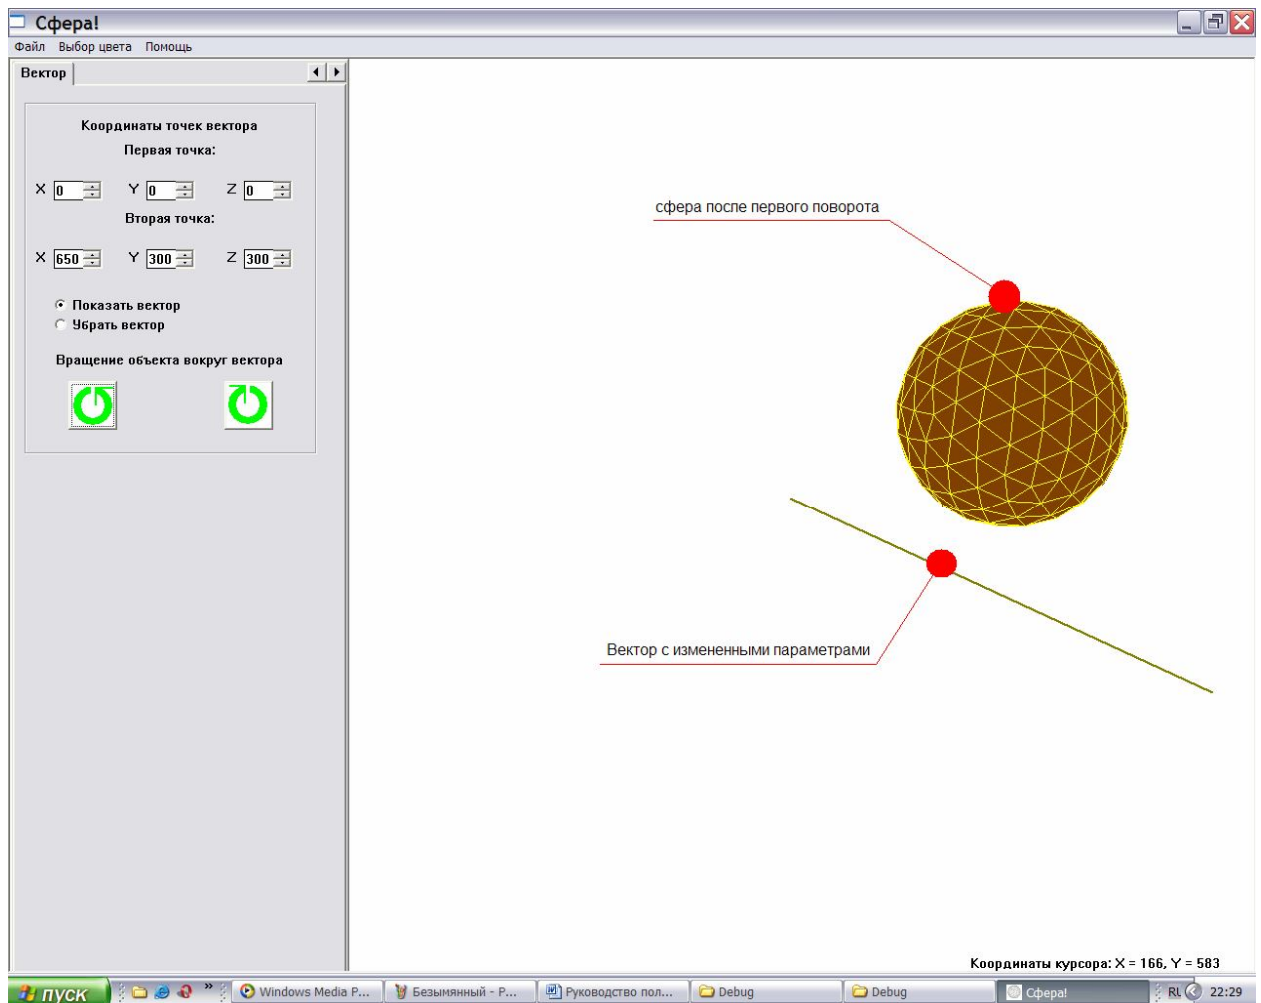 Сфера!
Файл Выбор цвета Помощь
Вектор
Координаты точек вектора
Первая точка:
X 0 Y 0 Z 0
Вторая точка:
X 650 Y 300 Z 300
Показать вектор
Убрать вектор
Вращение объекта вокруг вектора
сфера после первого поворота
Вектор с измененными параметрами
Координаты курсора: X = 166, Y = 583
пуск » Windows Media P... Безымянный - P... Руководство пол... Debug Debug Сфера! RL 22:29